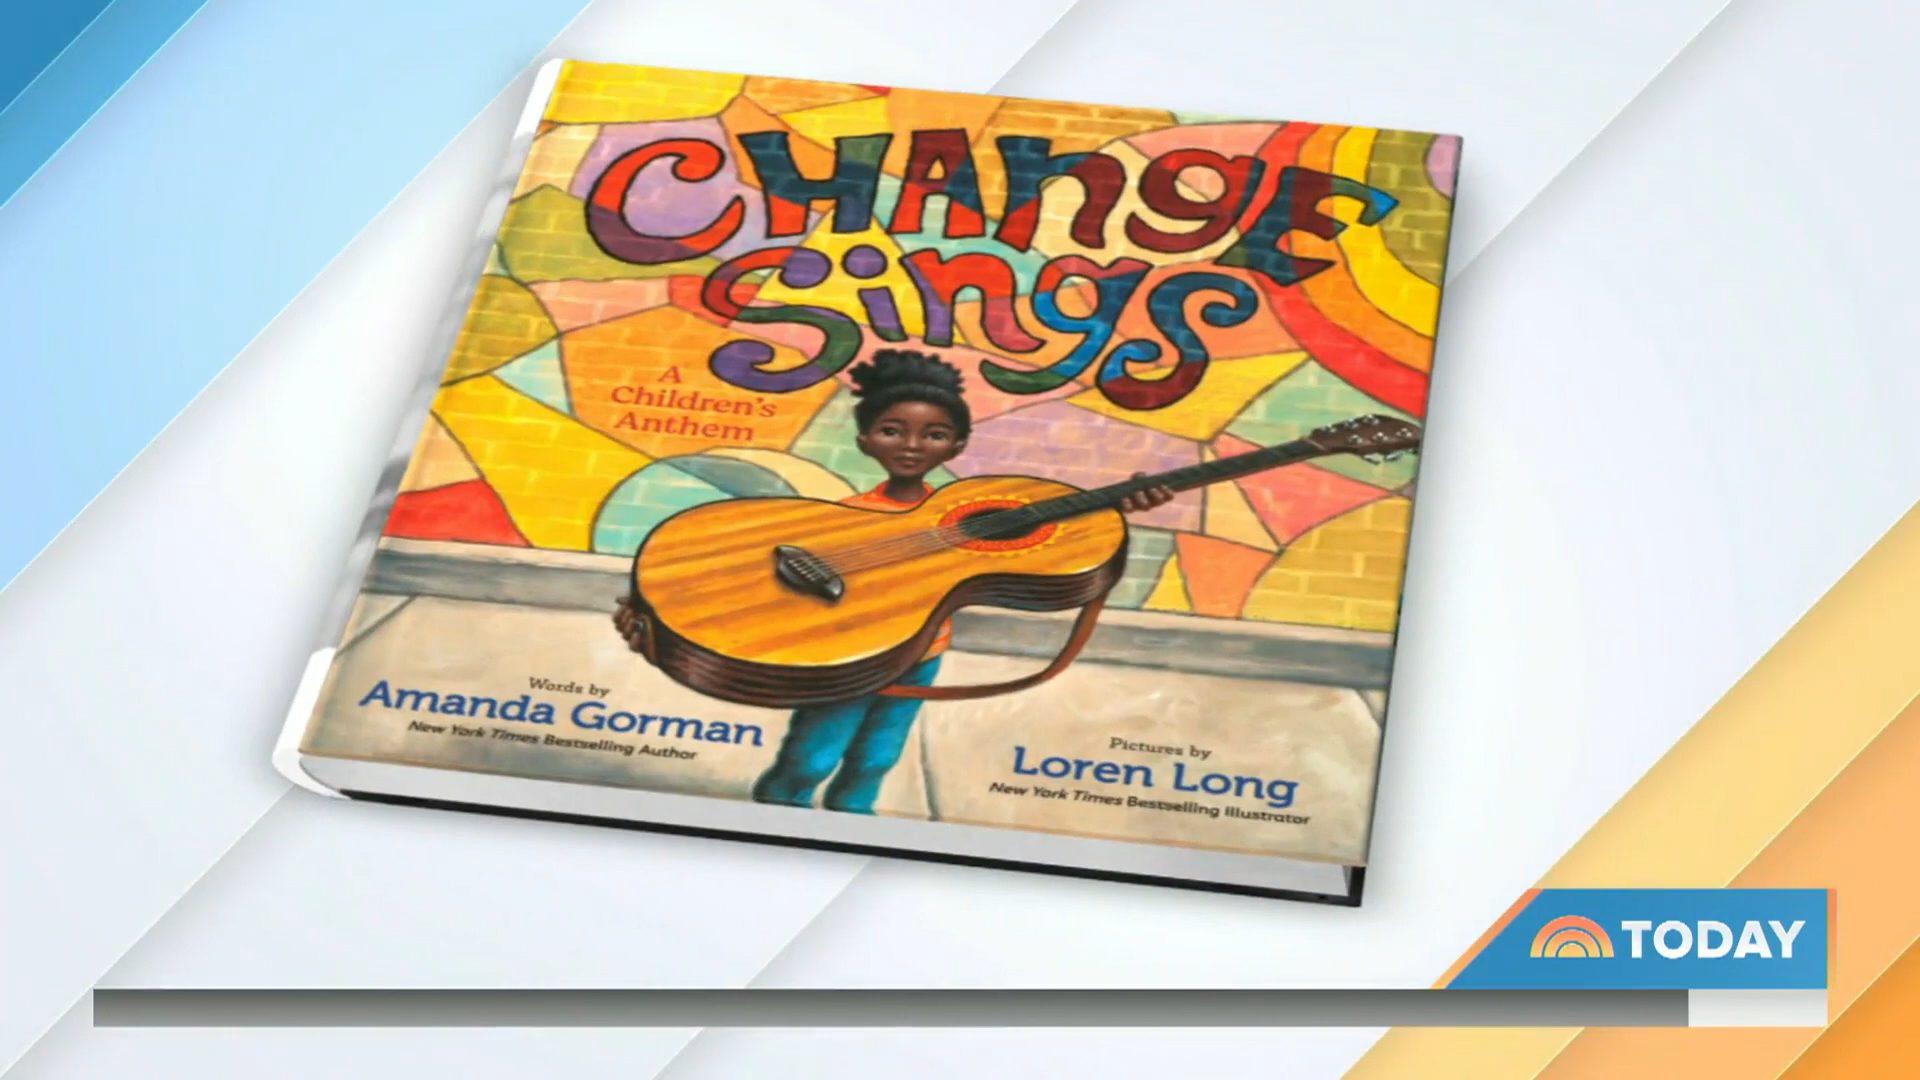 CHAngE
Sings
A
Children's
Anthem
Words by
Amanda Gorman
New York Times Bestselling Author
Pictures by
Loren Long
New York Times Bestselling Illustrator
TODAY